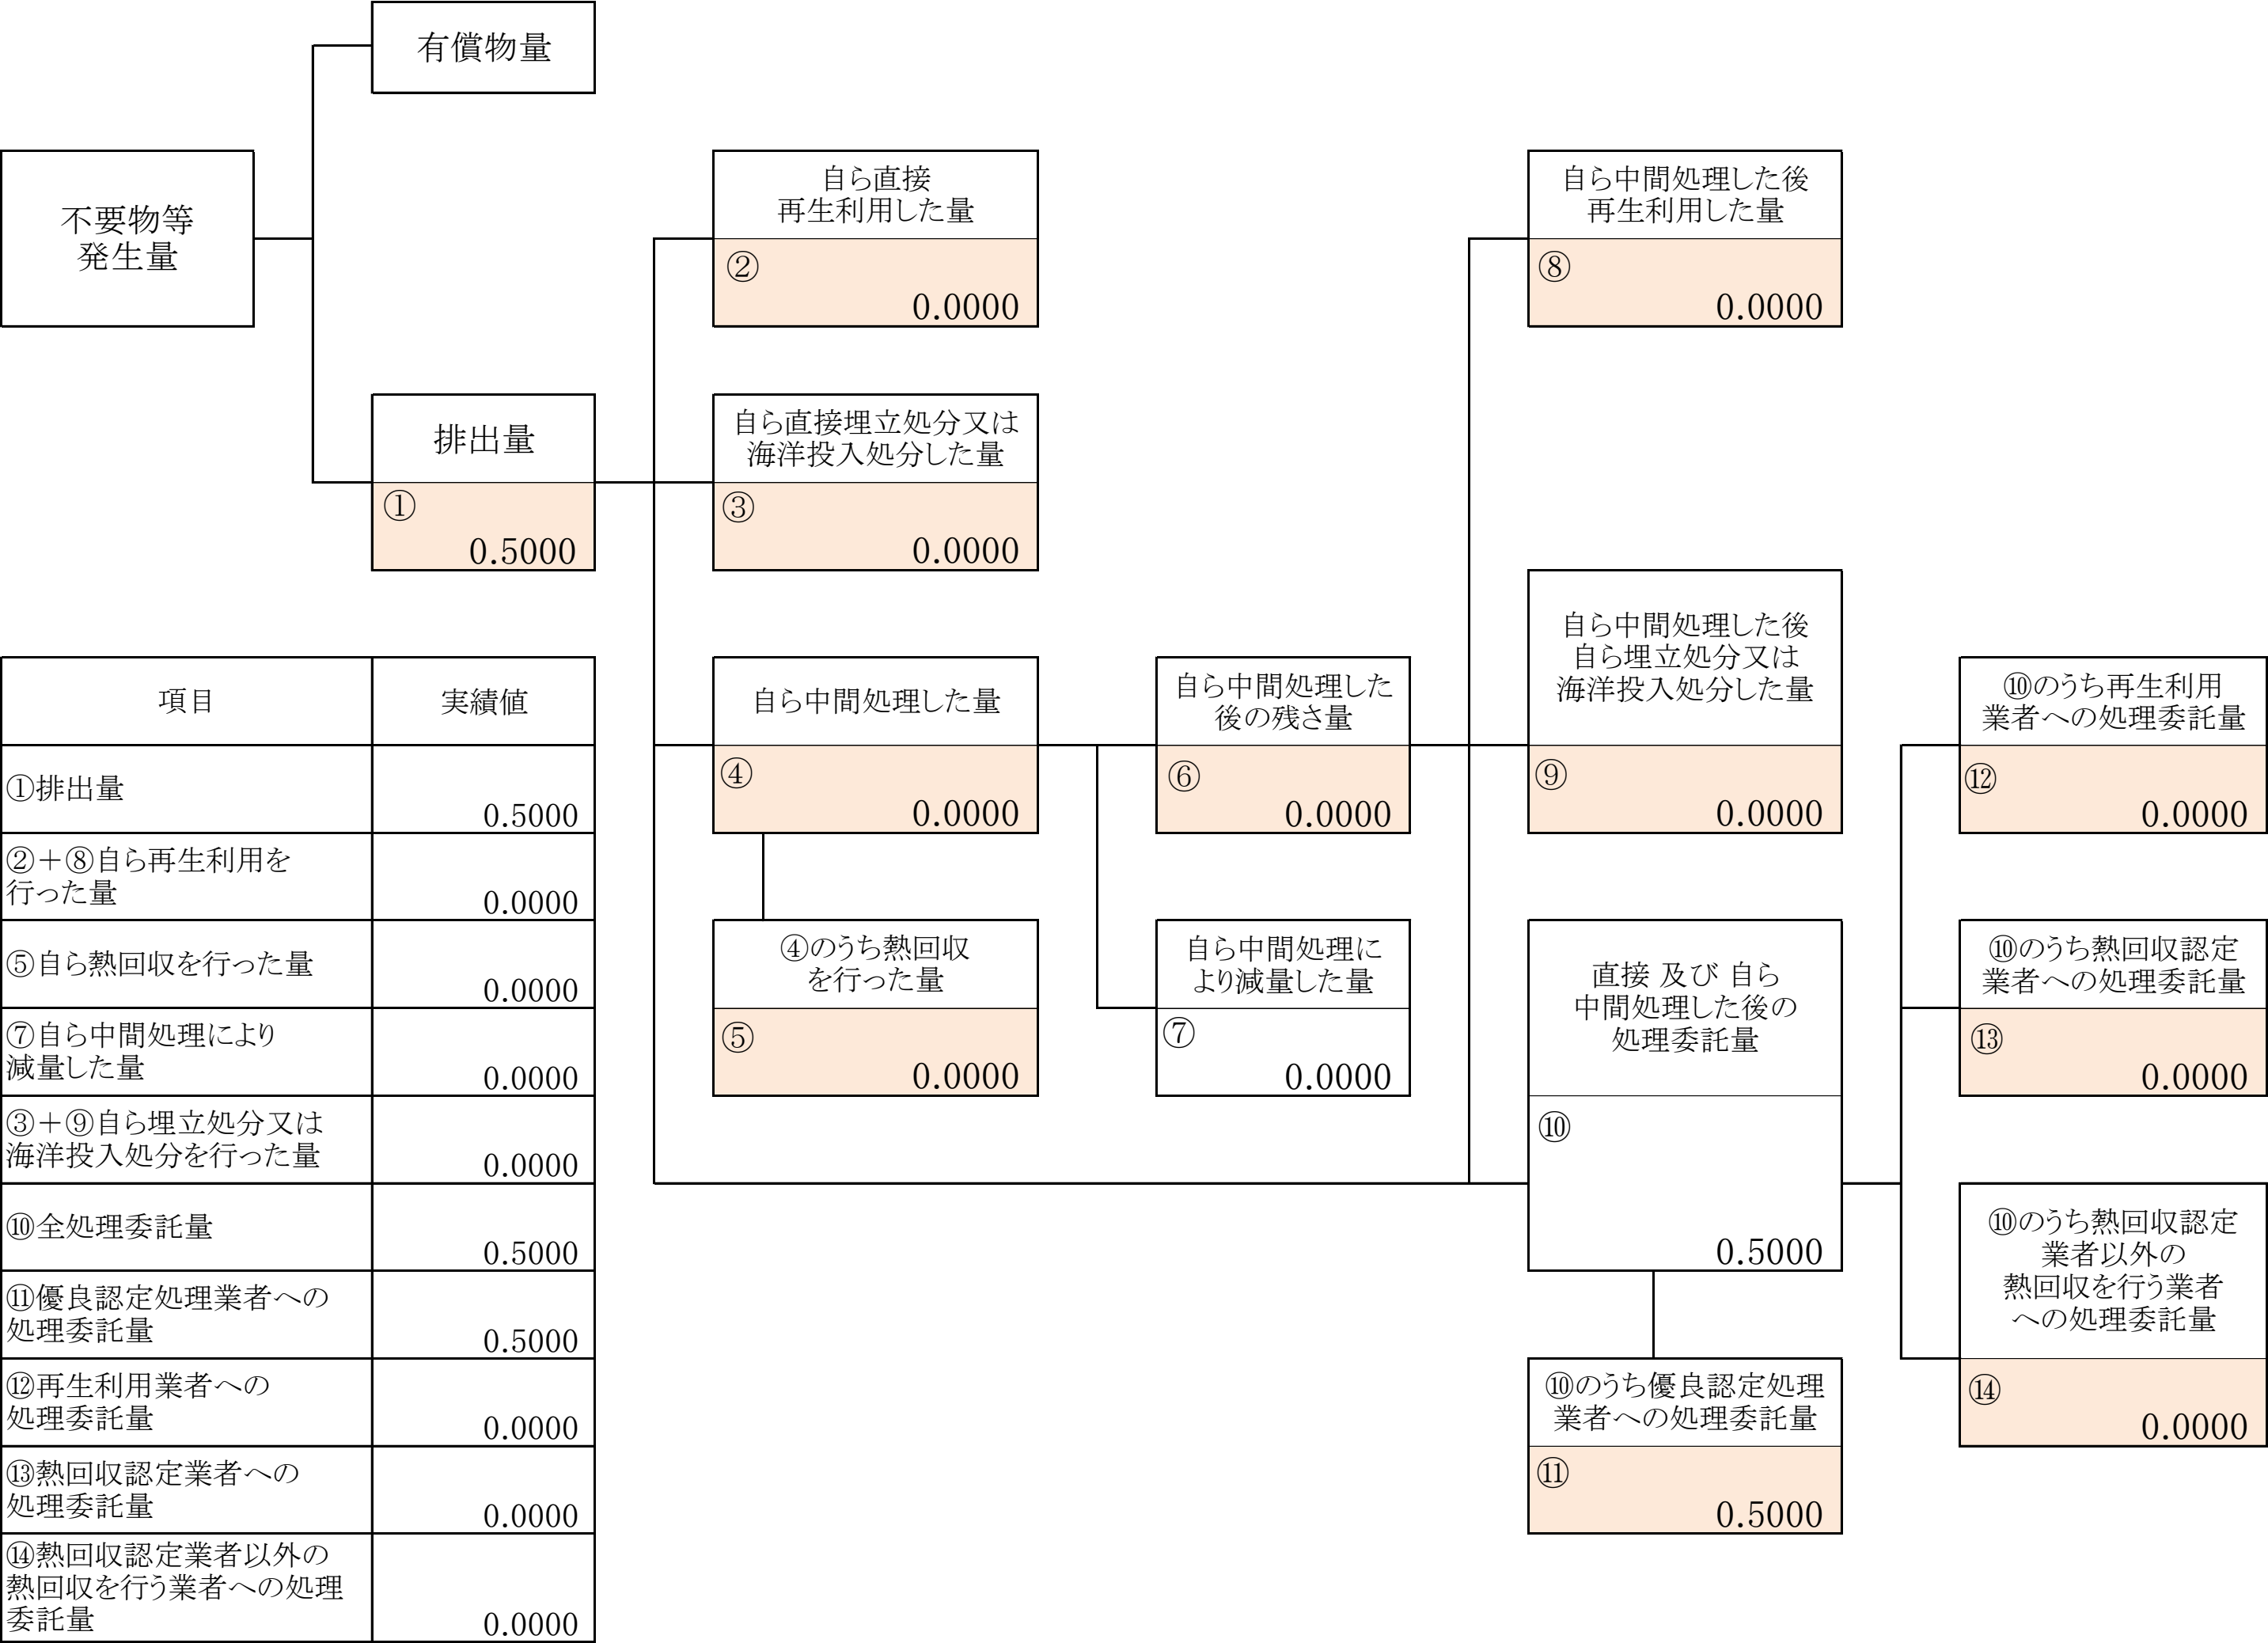 有償物量
不要物等
発生量
排出量
①
0.5000
自ら直接
再生利用した量
②
0.0000
自ら直接埋立処分又は
海洋投入処分した量
③
0.0000
自ら中間処理した量
④
0.0000
④のうち熱回収
を行った量
⑤
0.0000
自ら中間処理した
後の残さ量
⑥
0.0000
自ら中間処理に
より減量した量
⑦
0.0000
自ら中間処理した後
再生利用した量
⑧
0.0000
自ら中間処理した後
自ら埋立処分又は
海洋投入処分した量
⑨
0.0000
直接 及び 自ら
中間処理した後の
処理委託量
⑩
0.5000
⑩のうち優良認定処理
業者への処理委託量
⑪
0.5000
⑩のうち再生利用
業者への処理委託量
⑫
0.0000
⑩のうち熱回収認定
業者への処理委託量
⑬
0.0000
⑩のうち熱回収認定
業者以外の
熱回収を行う業者
への処理委託量
⑭
0.0000
項目 実績値
①排出量
0.5000
②＋⑧自ら再生利用を
行った量
0.0000
⑤自ら熱回収を行った量
0.0000
⑦自ら中間処理により
減量した量
0.0000
③＋⑨自ら埋立処分又は
海洋投入処分を行った量
0.0000
⑩全処理委託量
0.5000
⑪優良認定処理業者への
処理委託量
0.5000
⑫再生利用業者への
処理委託量
0.0000
⑬熱回収認定業者への
処理委託量
0.0000
⑭熱回収認定業者以外の
熱回収を行う業者への処理
委託量
0.0000